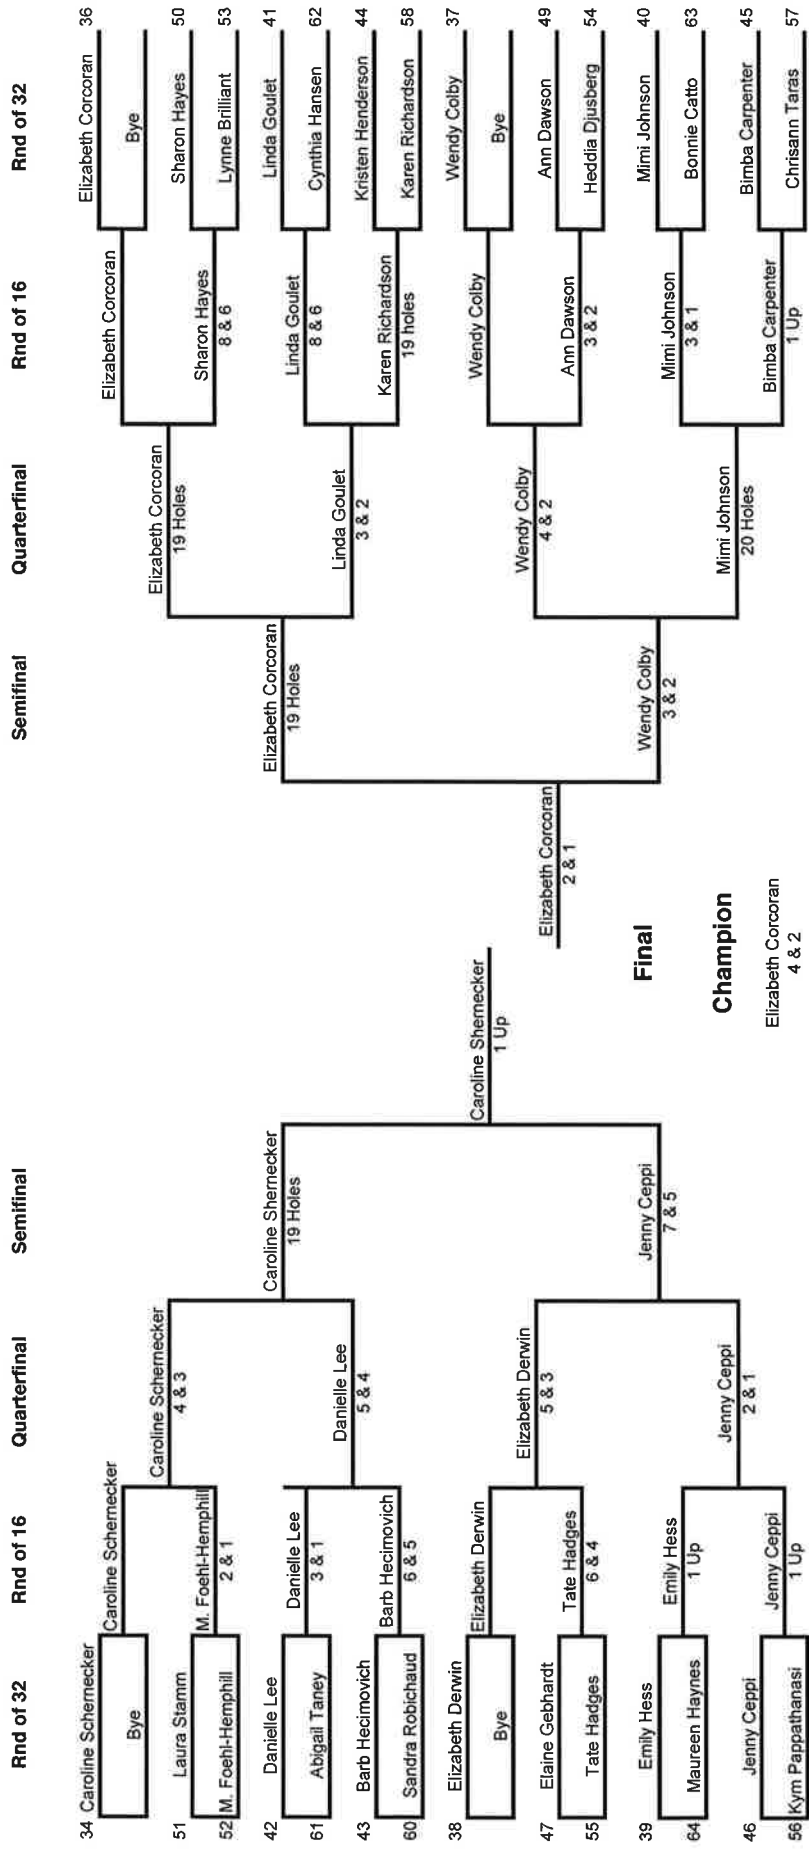 Rnd of 32
Rnd of 16
Quarterfinal
Semifinal
Semifinal
Quarterfinal
Rnd of 16
Rnd of 32
34 Caroline Schernecker
Bye
51 Laura Stamm
52 M. Foehl-Hemphill
42 Danielle Lee
61 Abigail Taney
43 Barb Hecimovich
60 Sandra Robichaud
38 Elizabeth Derwin
Bye
47 Elaine Gebhardt
55 Tate Hadges
39 Emily Hess
64 Maureen Haynes
46 Jenny Ceppi
56 Kym Pappathanasi
Caroline Schernecker
M. Foehl-Hemphill
2 & 1
Danielle Lee
3 & 1
Barb Hecimovich
6 & 5
Elizabeth Derwin
Tate Hadges
6 & 4
Emily Hess
1 Up
Jenny Ceppi
1 Up
Caroline Schernecker
4 & 3
Danielle Lee
5 & 4
Elizabeth Derwin
5 & 3
Jenny Ceppi
2 & 1
Caroline Shernecker
19 Holes
Jenny Ceppi
7 & 5
Caroline Shernecker
1 Up
Final
Champion
Elizabeth Corcoran
4 & 2
Elizabeth Corcoran
2 & 1
Elizabeth Corcoran
19 Holes
Wendy Colby
3 & 2
Elizabeth Corcoran
19 Holes
Linda Goulet
3 & 2
Wendy Colby
4 & 2
Mimi Johnson
20 Holes
Elizabeth Corcoran
Sharon Hayes
8 & 6
Linda Goulet
8 & 6
Karen Richardson
19 holes
Wendy Colby
Ann Dawson
3 & 2
Mimi Johnson
3 & 1
Bimba Carpenter
1 Up
Elizabeth Corcoran 36
Bye
Sharon Hayes 50
Lynne Brilliant 53
Linda Goulet 41
Cynthia Hansen 62
Kristen Henderson 44
Karen Richardson 58
Wendy Colby 37
Bye
Ann Dawson 49
Heddia Djusberg 54
Mimi Johnson 40
Bonnie Catto 63
Bimba Carpenter 45
Chrisann Taras 57